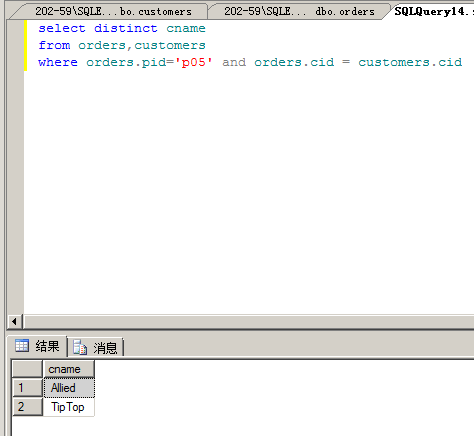 202-59\SQLE...bo.customers 202-59\SQLE... dbo.orders SQLQuery14.s
select distinct cname
from orders,customers
where orders.pid='p05' and orders.cid = customers.cid
结果 消息
cname
1 Allied
2 TipTop